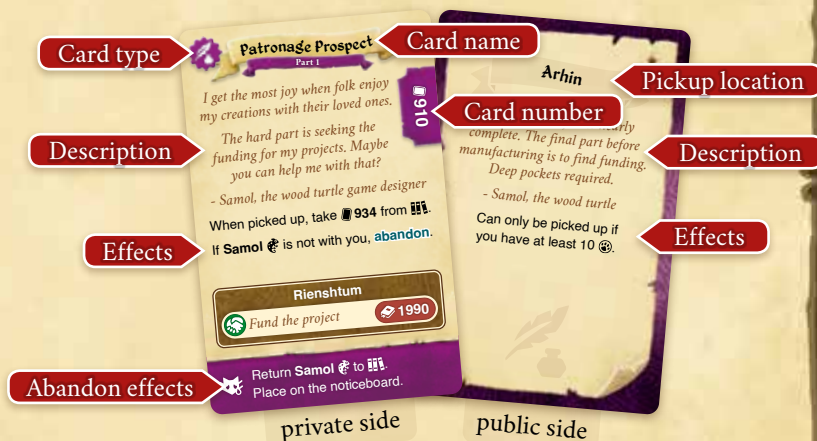 Card type
Patronage Prospect
Card name
Part 1
I get the most joy when folk enjoy
my creations with their loved ones.
The hard part is seeking the
funding for my projects. Maybe
you can help me with that?
- Samol, the wood turtle game designer
910
Card number
Description
When picked up, take 934 from
If Samol is not with you, abandon.
Effects
Rienshtum
Fund the project
1990
Abandon effects
Return Samol to
Place on the noticeboard.
private side
Arhin
Pickup location
complete. The final part before
manufacturing is to find funding.
Deep pockets required.
- Samol, the wood turtle
Description
Can only be picked up if
you have at least 10
Effects
public side